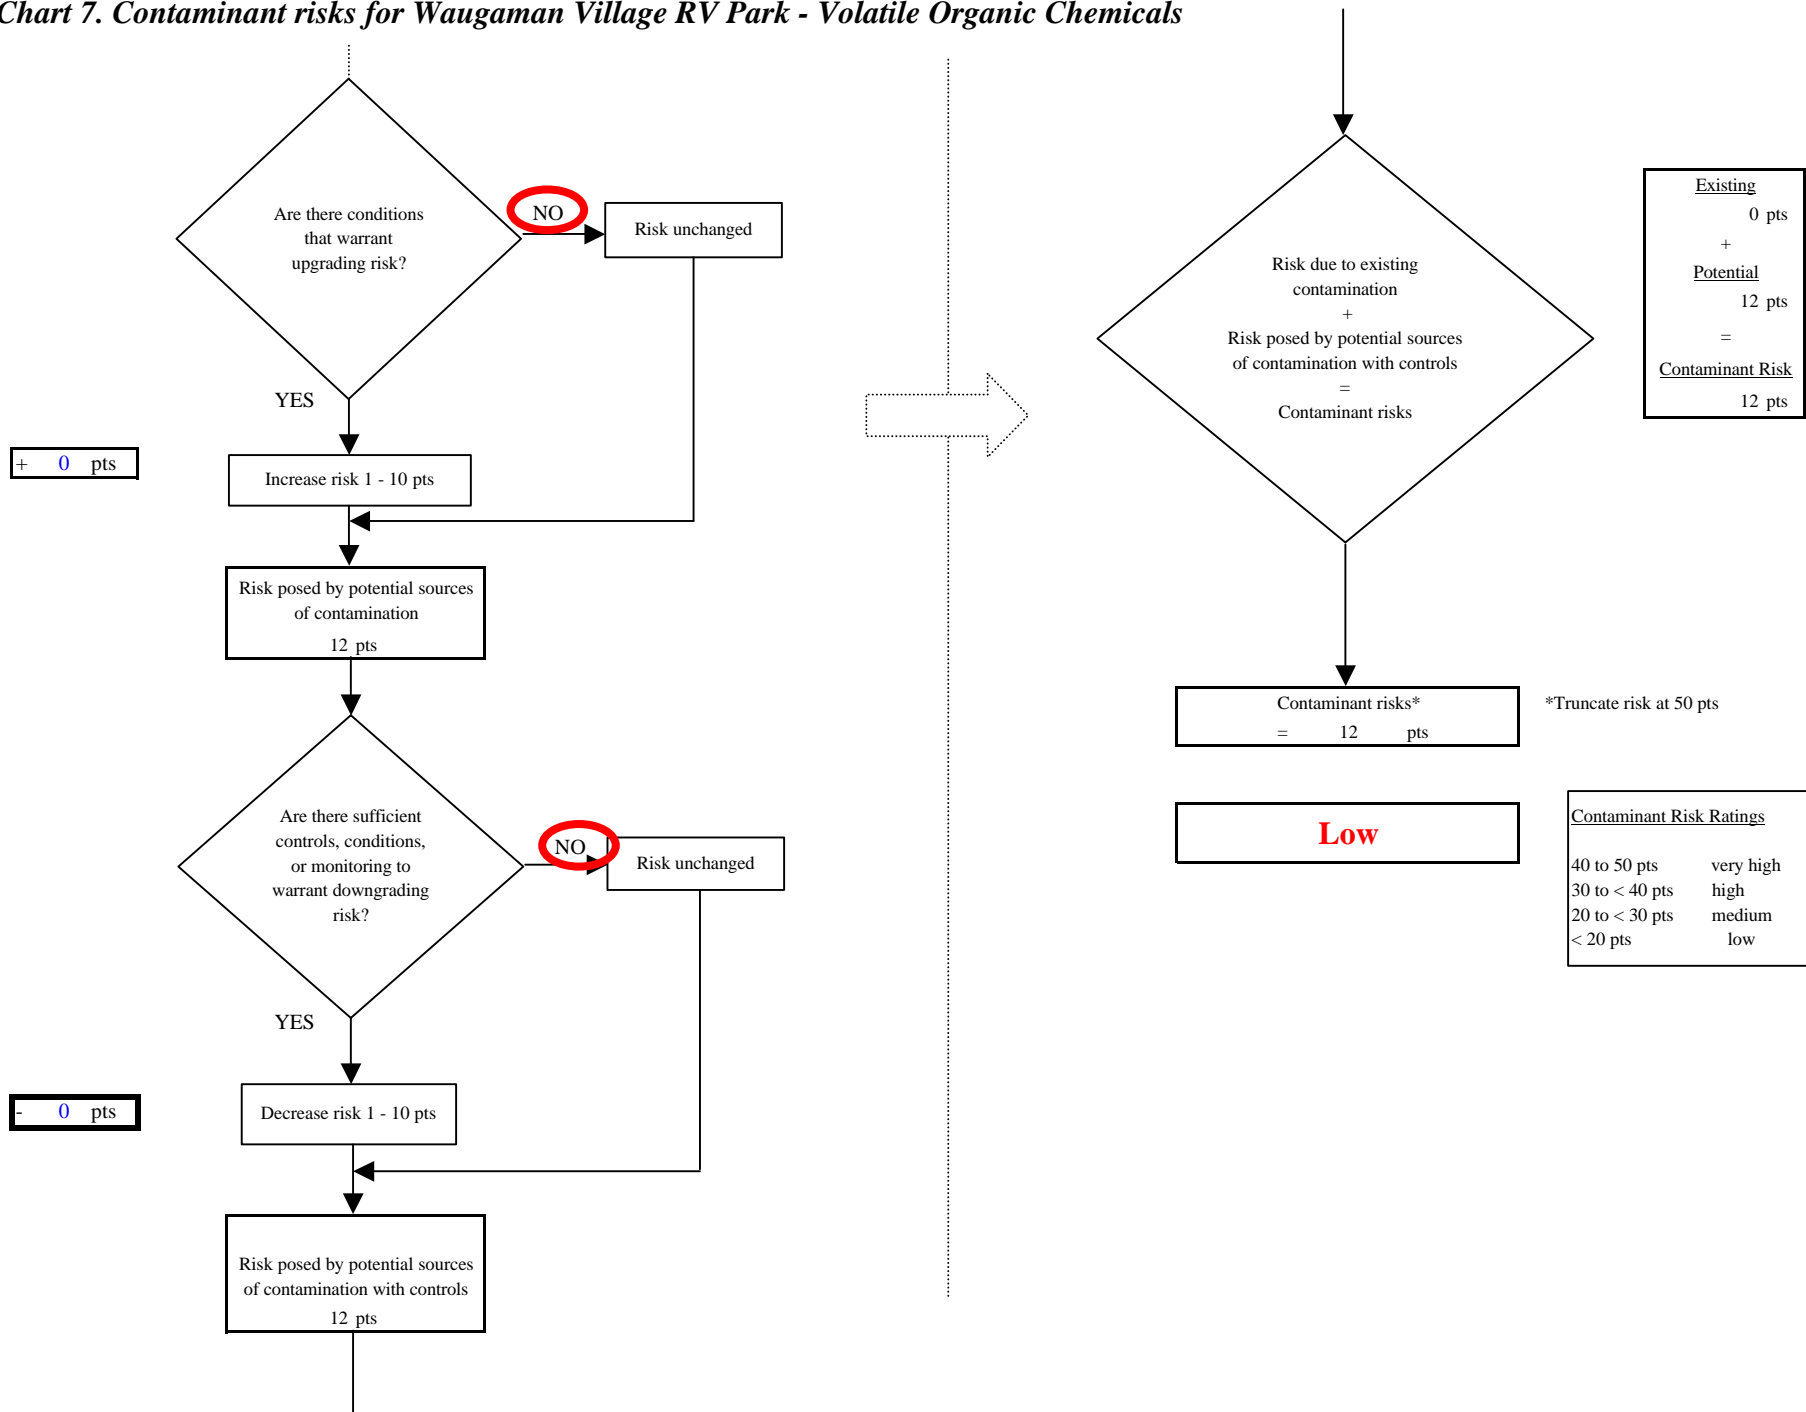 Chart 7. Contaminant risks for Waugaman Village RV Park - Volatile Organic Chemicals
Are there conditions
that warrant
upgrading risk?
NO
Risk unchanged
YES
+ 0 pts
Increase risk 1 - 10 pts
Risk posed by potential sources
of contamination
12 pts
Are there sufficient
controls, conditions,
or monitoring to
warrant downgrading
risk?
NO
Risk unchanged
YES
- 0 pts
Decrease risk 1 - 10 pts
Risk posed by potential sources
of contamination with controls
12 pts
Risk due to existing
contamination
+
Risk posed by potential sources
of contamination with controls
=
Contaminant risks
Existing
0 pts
+
Potential
12 pts
=
Contaminant Risk
12 pts
Contaminant risks*
= 12 pts
*Truncate risk at 50 pts
Low
Contaminant Risk Ratings
40 to 50 pts very high
30 to < 40 pts high
20 to < 30 pts medium
< 20 pts low